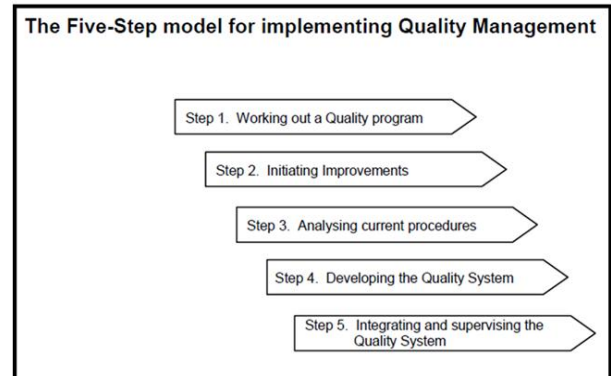 The Five-Step model for implementing Quality Management
Step 1. Working out a Quality program
Step 2. Initiating Improvements
Step 3. Analysing current procedures
Step 4. Developing the Quality System
Step 5. Integrating and supervising the
Quality System